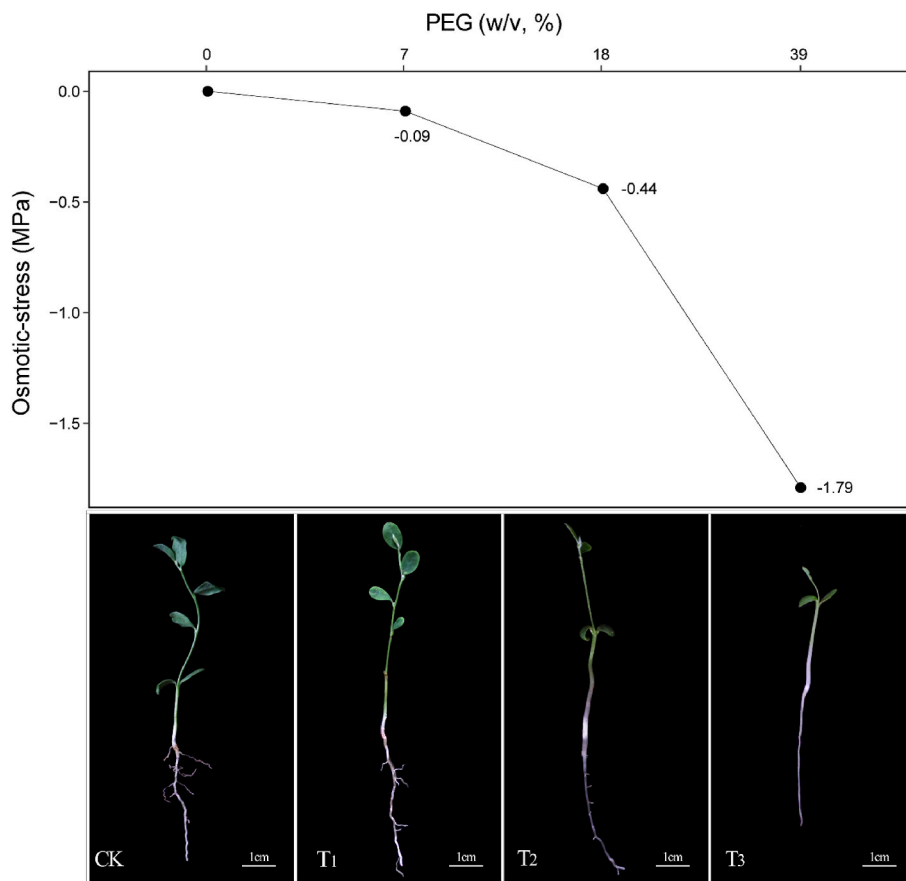 PEG (w/v, %)
0 7 18 39
Osmotic-stress (MPa)
0.0
−0.5
−1.0
−1.5
-0.09
-0.44
-1.79
CK 1cm T1 1cm T2 1cm T3 1cm